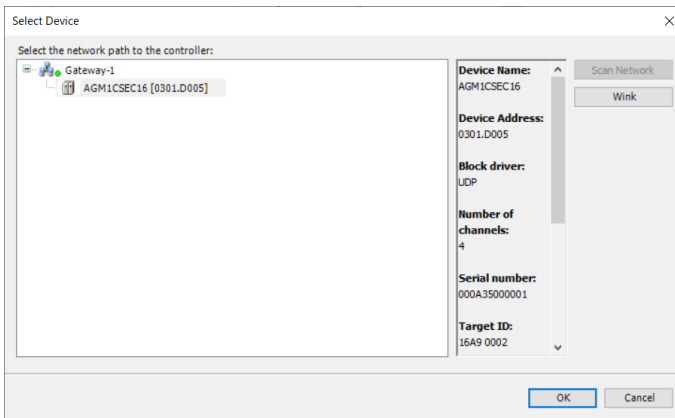 Select Device
Select the network path to the controller:
Gateway-1
AGM1CSEC16 [0301.D005]
Device Name:
AGM1CSEC16
Device Address:
0301.D005
Block driver:
UDP
Number of
channels:
4
Serial number:
000A35000001
Target ID:
16A9 0002
Scan Network
Wink
OK
Cancel